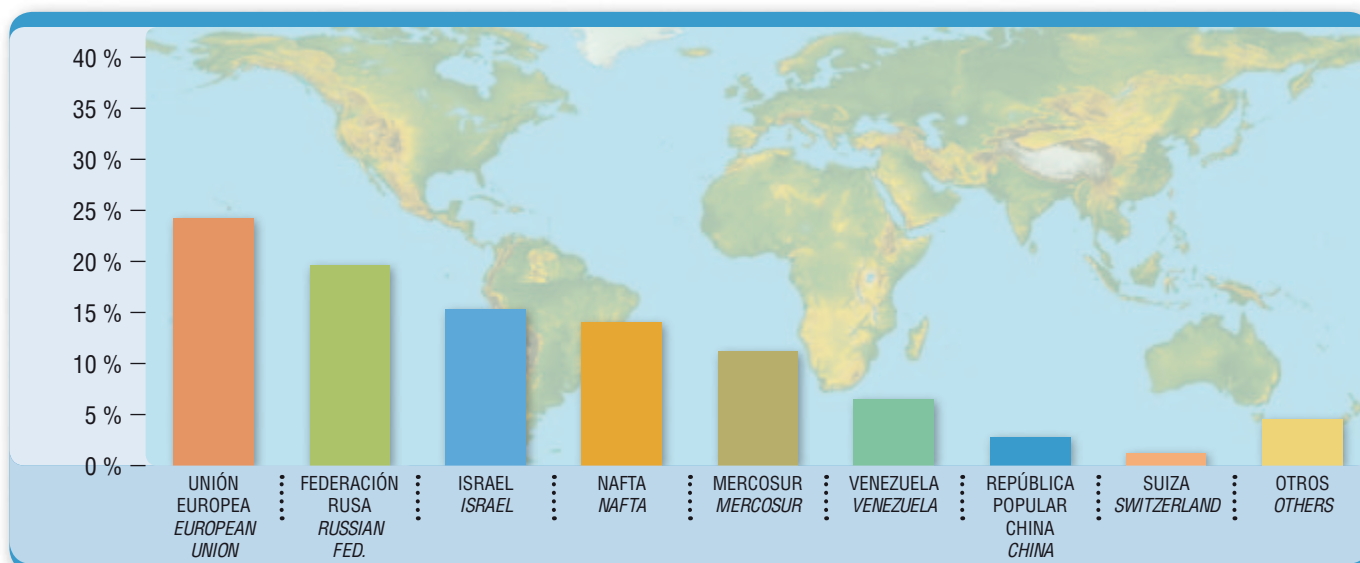 40 %
35 %
30 %
25 %
20 %
15 %
10 %
5 %
0 %
UNIÓN
EUROPEA
EUROPEAN
UNION
FEDERACIÓN
RUSA
RUSSIAN
FED.
ISRAEL
ISRAEL
NAFTA
NAFTA
MERCOSUR
MERCOSUR
VENEZUELA
VENEZUELA
REPÚBLICA
POPULAR
CHINA
CHINA
SUIZA
SWITZERLAND
OTROS
OTHERS